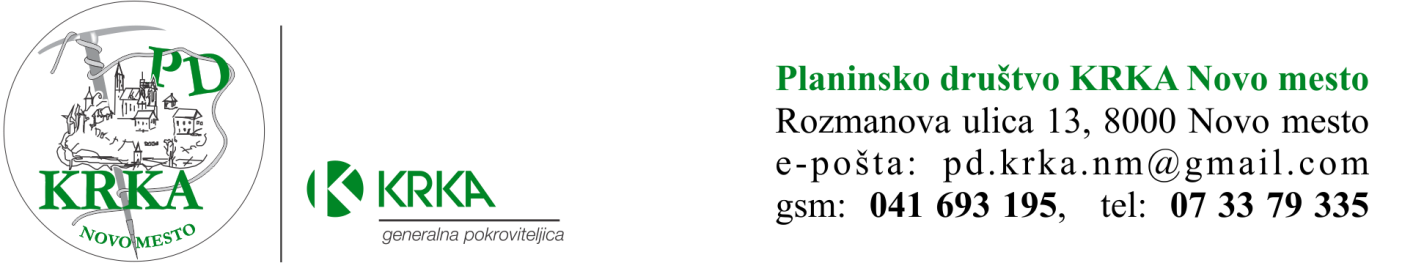 PD
KRKA
NOVO MESTO
KRKA
generalna pokroviteljica
Planinsko društvo KRKA Novo mesto
Rozmanova ulica 13, 8000 Novo mesto
e-pošta: pd.krka.nm@gmail.com
gsm: 041 693 195, tel: 07 33 79 335